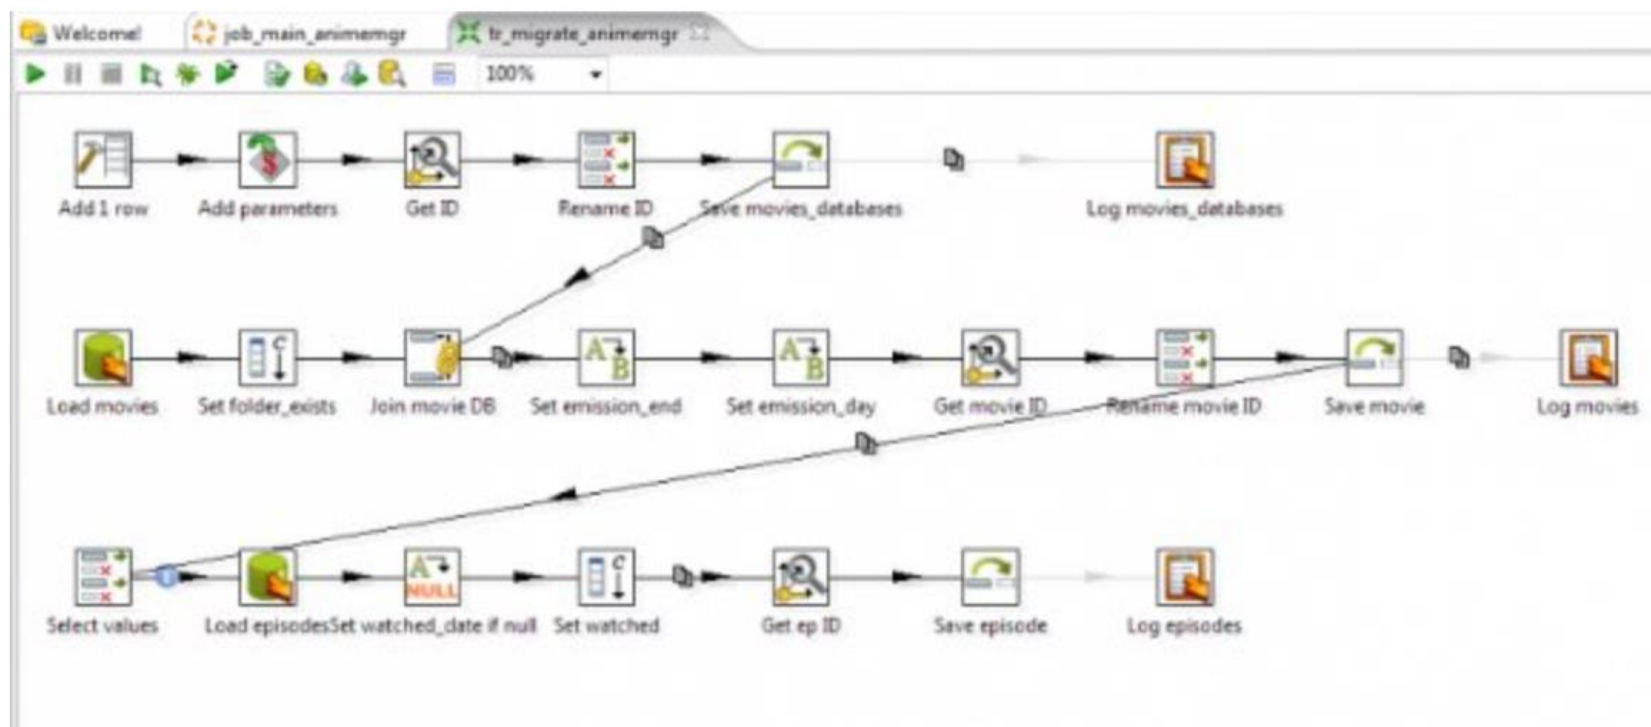 Welcome! job_main_animemgr tr_migrate_animemgr
100%
Add 1 row Add parameters Get ID Rename ID Save movies_databases Log movies_databases
Load movies Set folder_exists Join movie DB Set emission_end Set emission_day Get movie ID Rename movie ID Save movie Log movies
Select values Load episodes Set watched_date if null Set watched Get ep ID Save episode Log episodes
A B
A B
C
A NULL
C